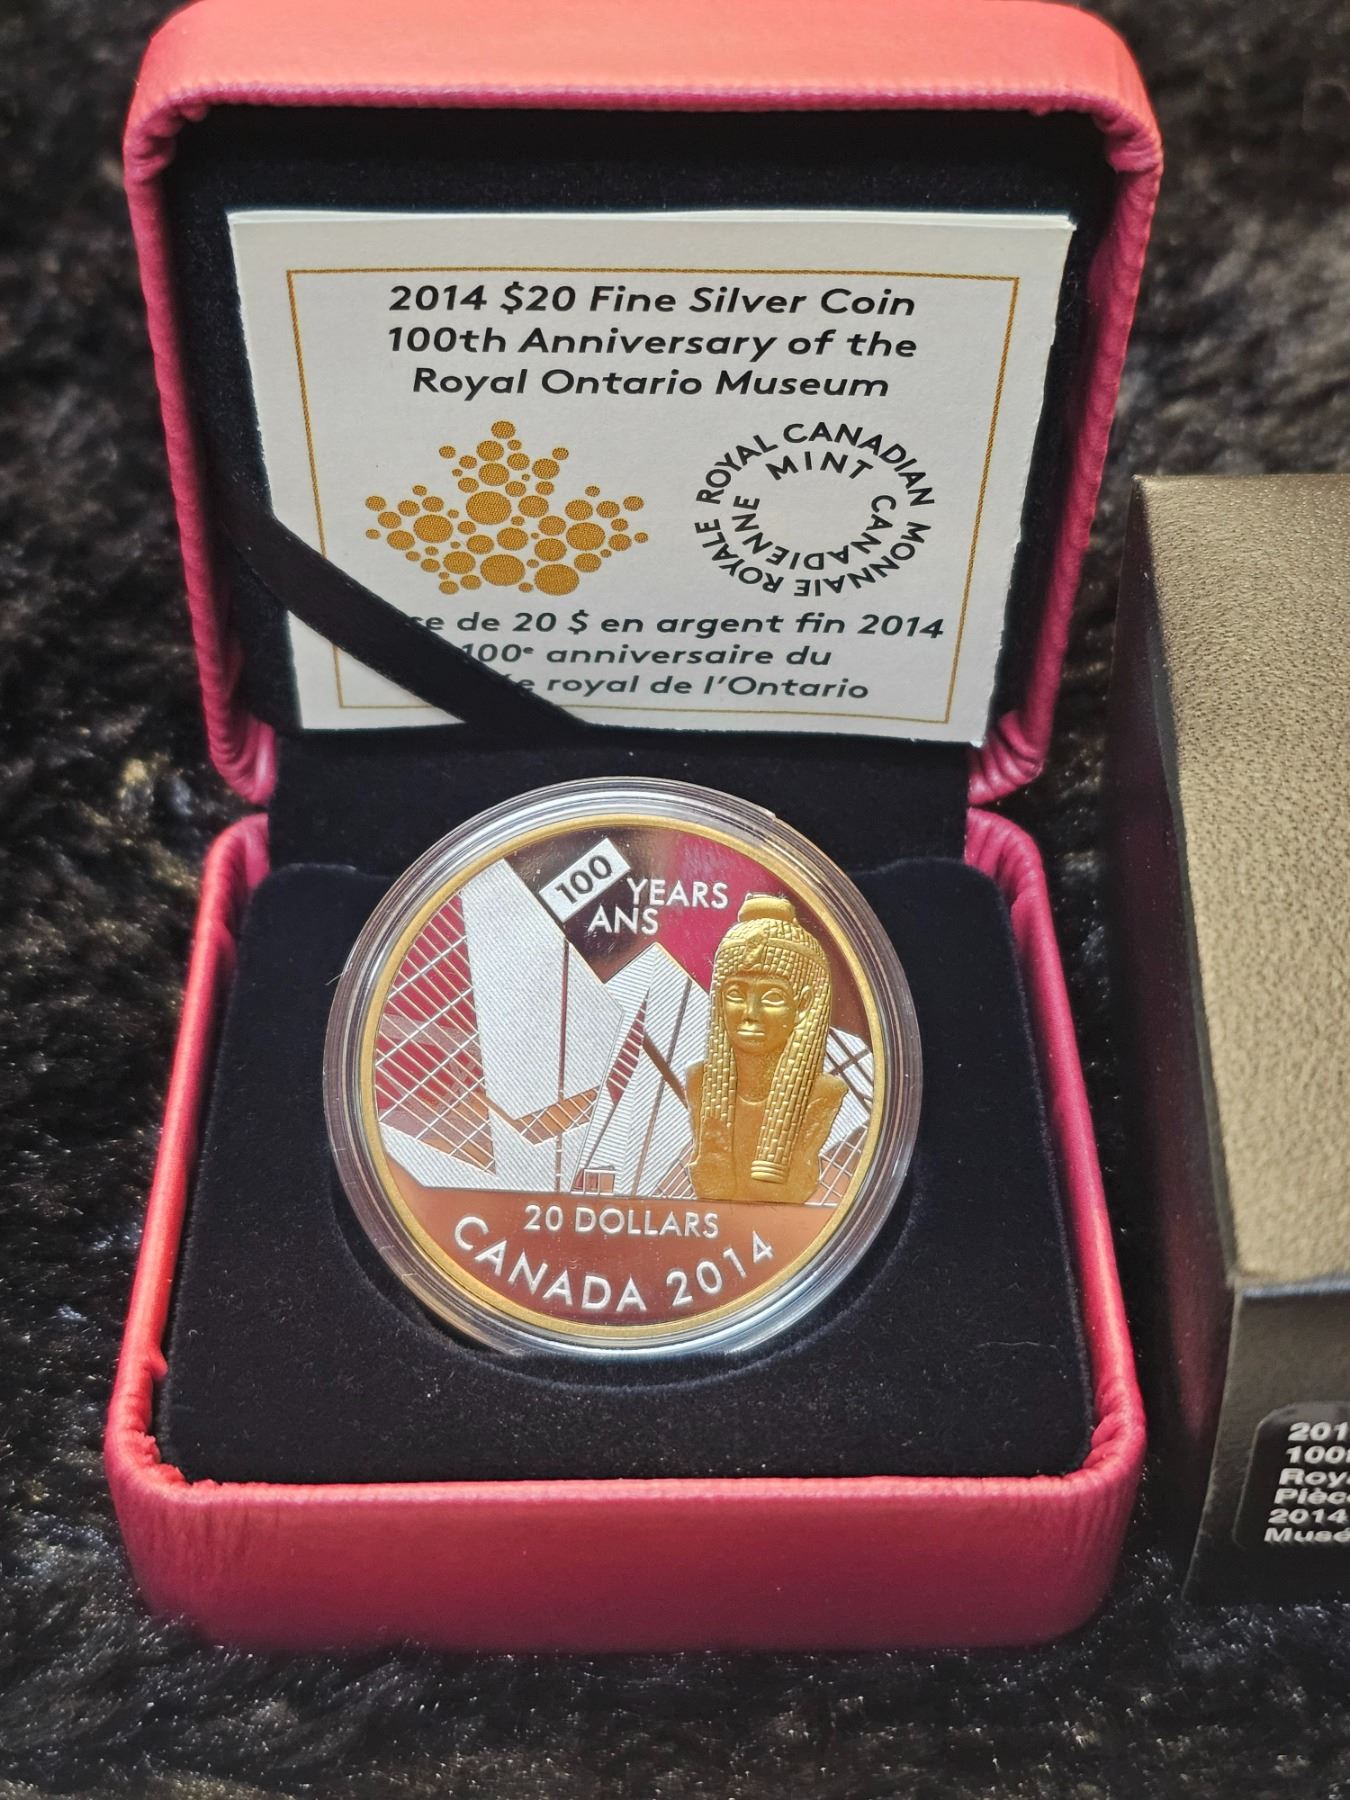 2014 $20 Fine Silver Coin
100th Anniversary of the
Royal Ontario Museum
ROYAL CANADIAN MINT
MONNAIE ROYALE CANADIENNE
de 20 $ en argent fin 2014
100e anniversaire du
royal de l'Ontario
100
YEARS
ANS
20 DOLLARS
CANADA 2014
2014